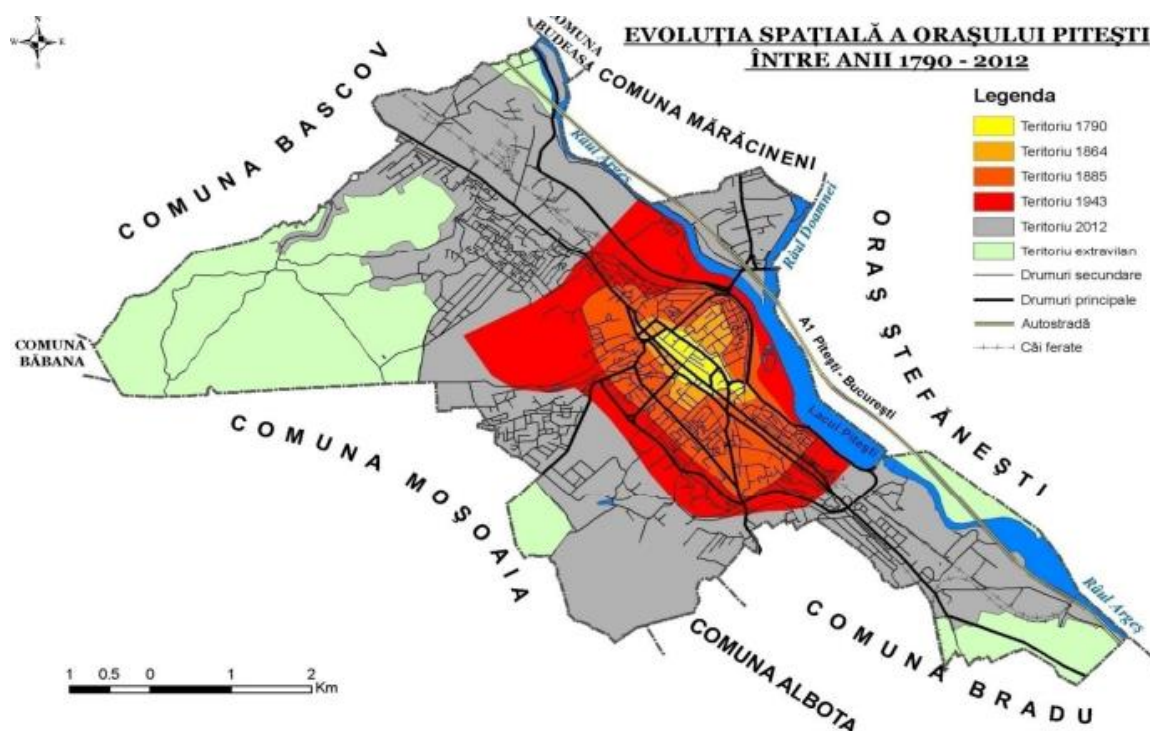 EVOLUȚIA SPAȚIALĂ A ORAȘULUI PITEȘTI
ÎNTRE ANII 1790 - 2012
N
W
E
S
COMUNA
BUDEASA
COMUNA MĂRĂCINENI
COMUNA BASCOV
Râul Argeș
Râul Doamnei
ORAȘ ȘTEFĂNEȘTI
A1 Pitești - București
Lacul Pitești
COMUNA
BĂBANA
COMUNA MOȘOAIA
COMUNA ALBOTA
COMUNĂ BRADU
Râul Argeș
Legenda
Teritoriu 1790
Teritoriu 1864
Teritoriu 1885
Teritoriu 1943
Teritoriu 2012
Teritoriu extravilan
Drumuri secundare
Drumuri principale
Autostradă
Căi ferate
1 0.5 0 1 2
Km